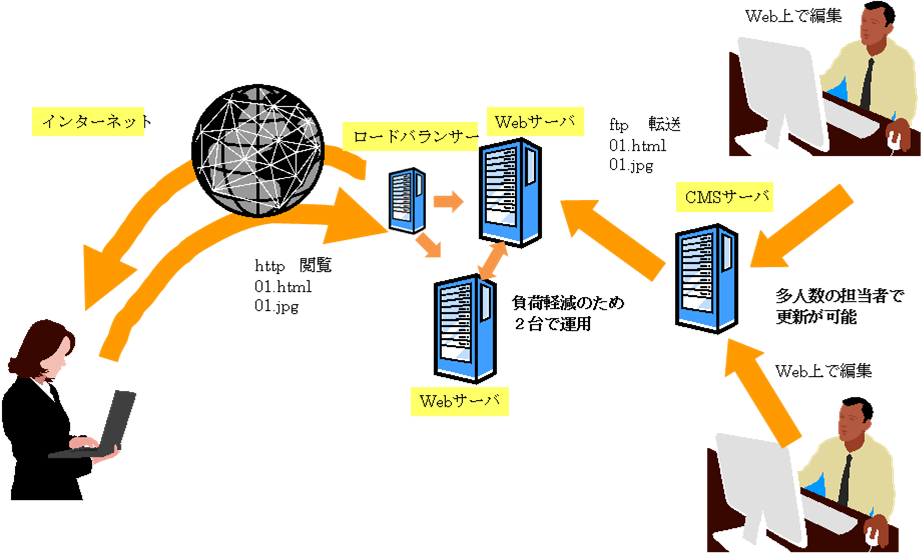 Web上で編集
インターネット
ロードバランサー
Webサーバ
ftp　転送
01.html
01.jpg
CMSサーバ
http　閲覧
01.html
01.jpg
負荷軽減のため
２台で運用
多人数の担当者で
更新が可能
Web上で編集
Webサーバ